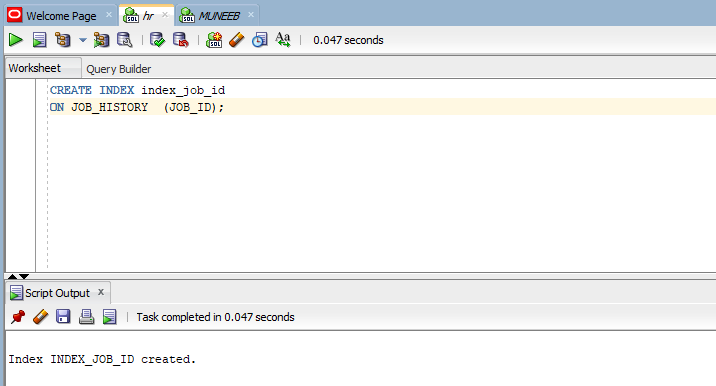 Welcome Page hr MUNEEB
0.047 seconds
Worksheet Query Builder
CREATE INDEX index_job_id
ON JOB_HISTORY (JOB_ID);
Script Output x
Task completed in 0.047 seconds
Index INDEX_JOB_ID created.